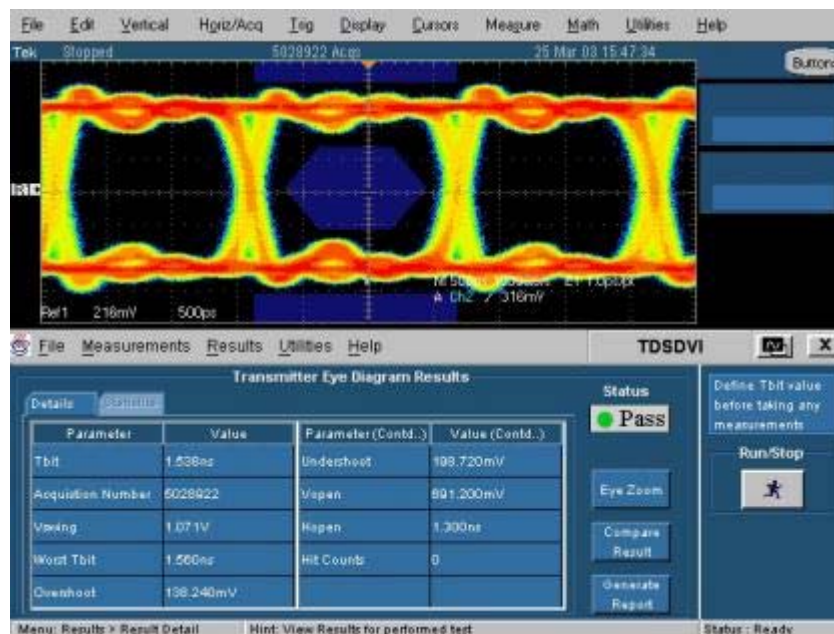 File Edit Vertical Horiz/Acq Trig Display Cursors Measure Math Utilities Help
Tek Stopped 5028922 Acqs 25 Mar 03 15:47:34
Buttons
R1
A Ch2 / 316mV
Ref1 216mV 500ps
File Measurements Results Utilities Help TDSDVI X
Transmitter Eye Diagram Results
Status
Pass
Define Tbit value
before taking any
measurements
Details Statistics
Parameter Value Parameter(Contd..) Value (Contd..)
Tbit 1.538ns Undershoot 198.720mV
Acquistion Number 5028922 Vopen 891.200mV
Vswing 1.071V Hopen 1.300ns
Worst Tbit 1.560ns Hit Counts 0
Overshoot 138.240mV
Eye Zoom
Compare
Result
Generate
Report
Run/Stop
Menu: Results > Result Detail Hint: View Results for performed test Status : Ready